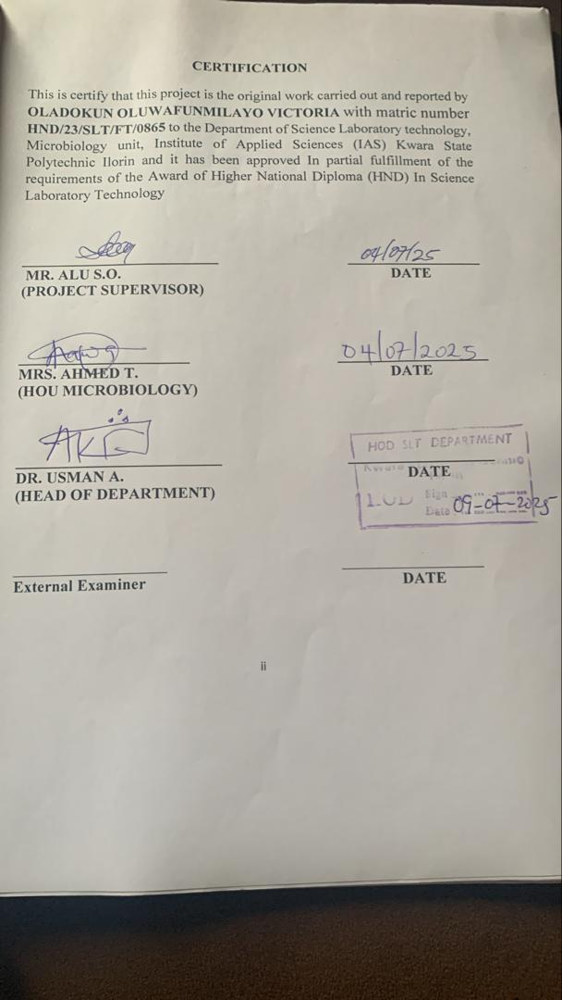 CERTIFICATION
This is certify that this project is the original work carried out and reported by
OLADOKUN OLUWAFUNMILAYO VICTORIA with matric number
HND/23/SLT/FT/0865 to the Department of Science Laboratory technology,
Microbiology unit, Institute of Applied Sciences (IAS) Kwara State
Polytechnic Ilorin and it has been approved In partial fulfillment of the
requirements of the Award of Higher National Diploma (HND) In Science
Laboratory Technology
04/07/25
MR. ALU S.O. DATE
(PROJECT SUPERVISOR)
04/07/2025
MRS. AHMED T. DATE
(HOU MICROBIOLOGY)
HOD SLT DEPARTMENT
Kwara
DR. USMAN A. DATE
(HEAD OF DEPARTMENT)
Sign
Date 09-07-2025
External Examiner DATE
ii